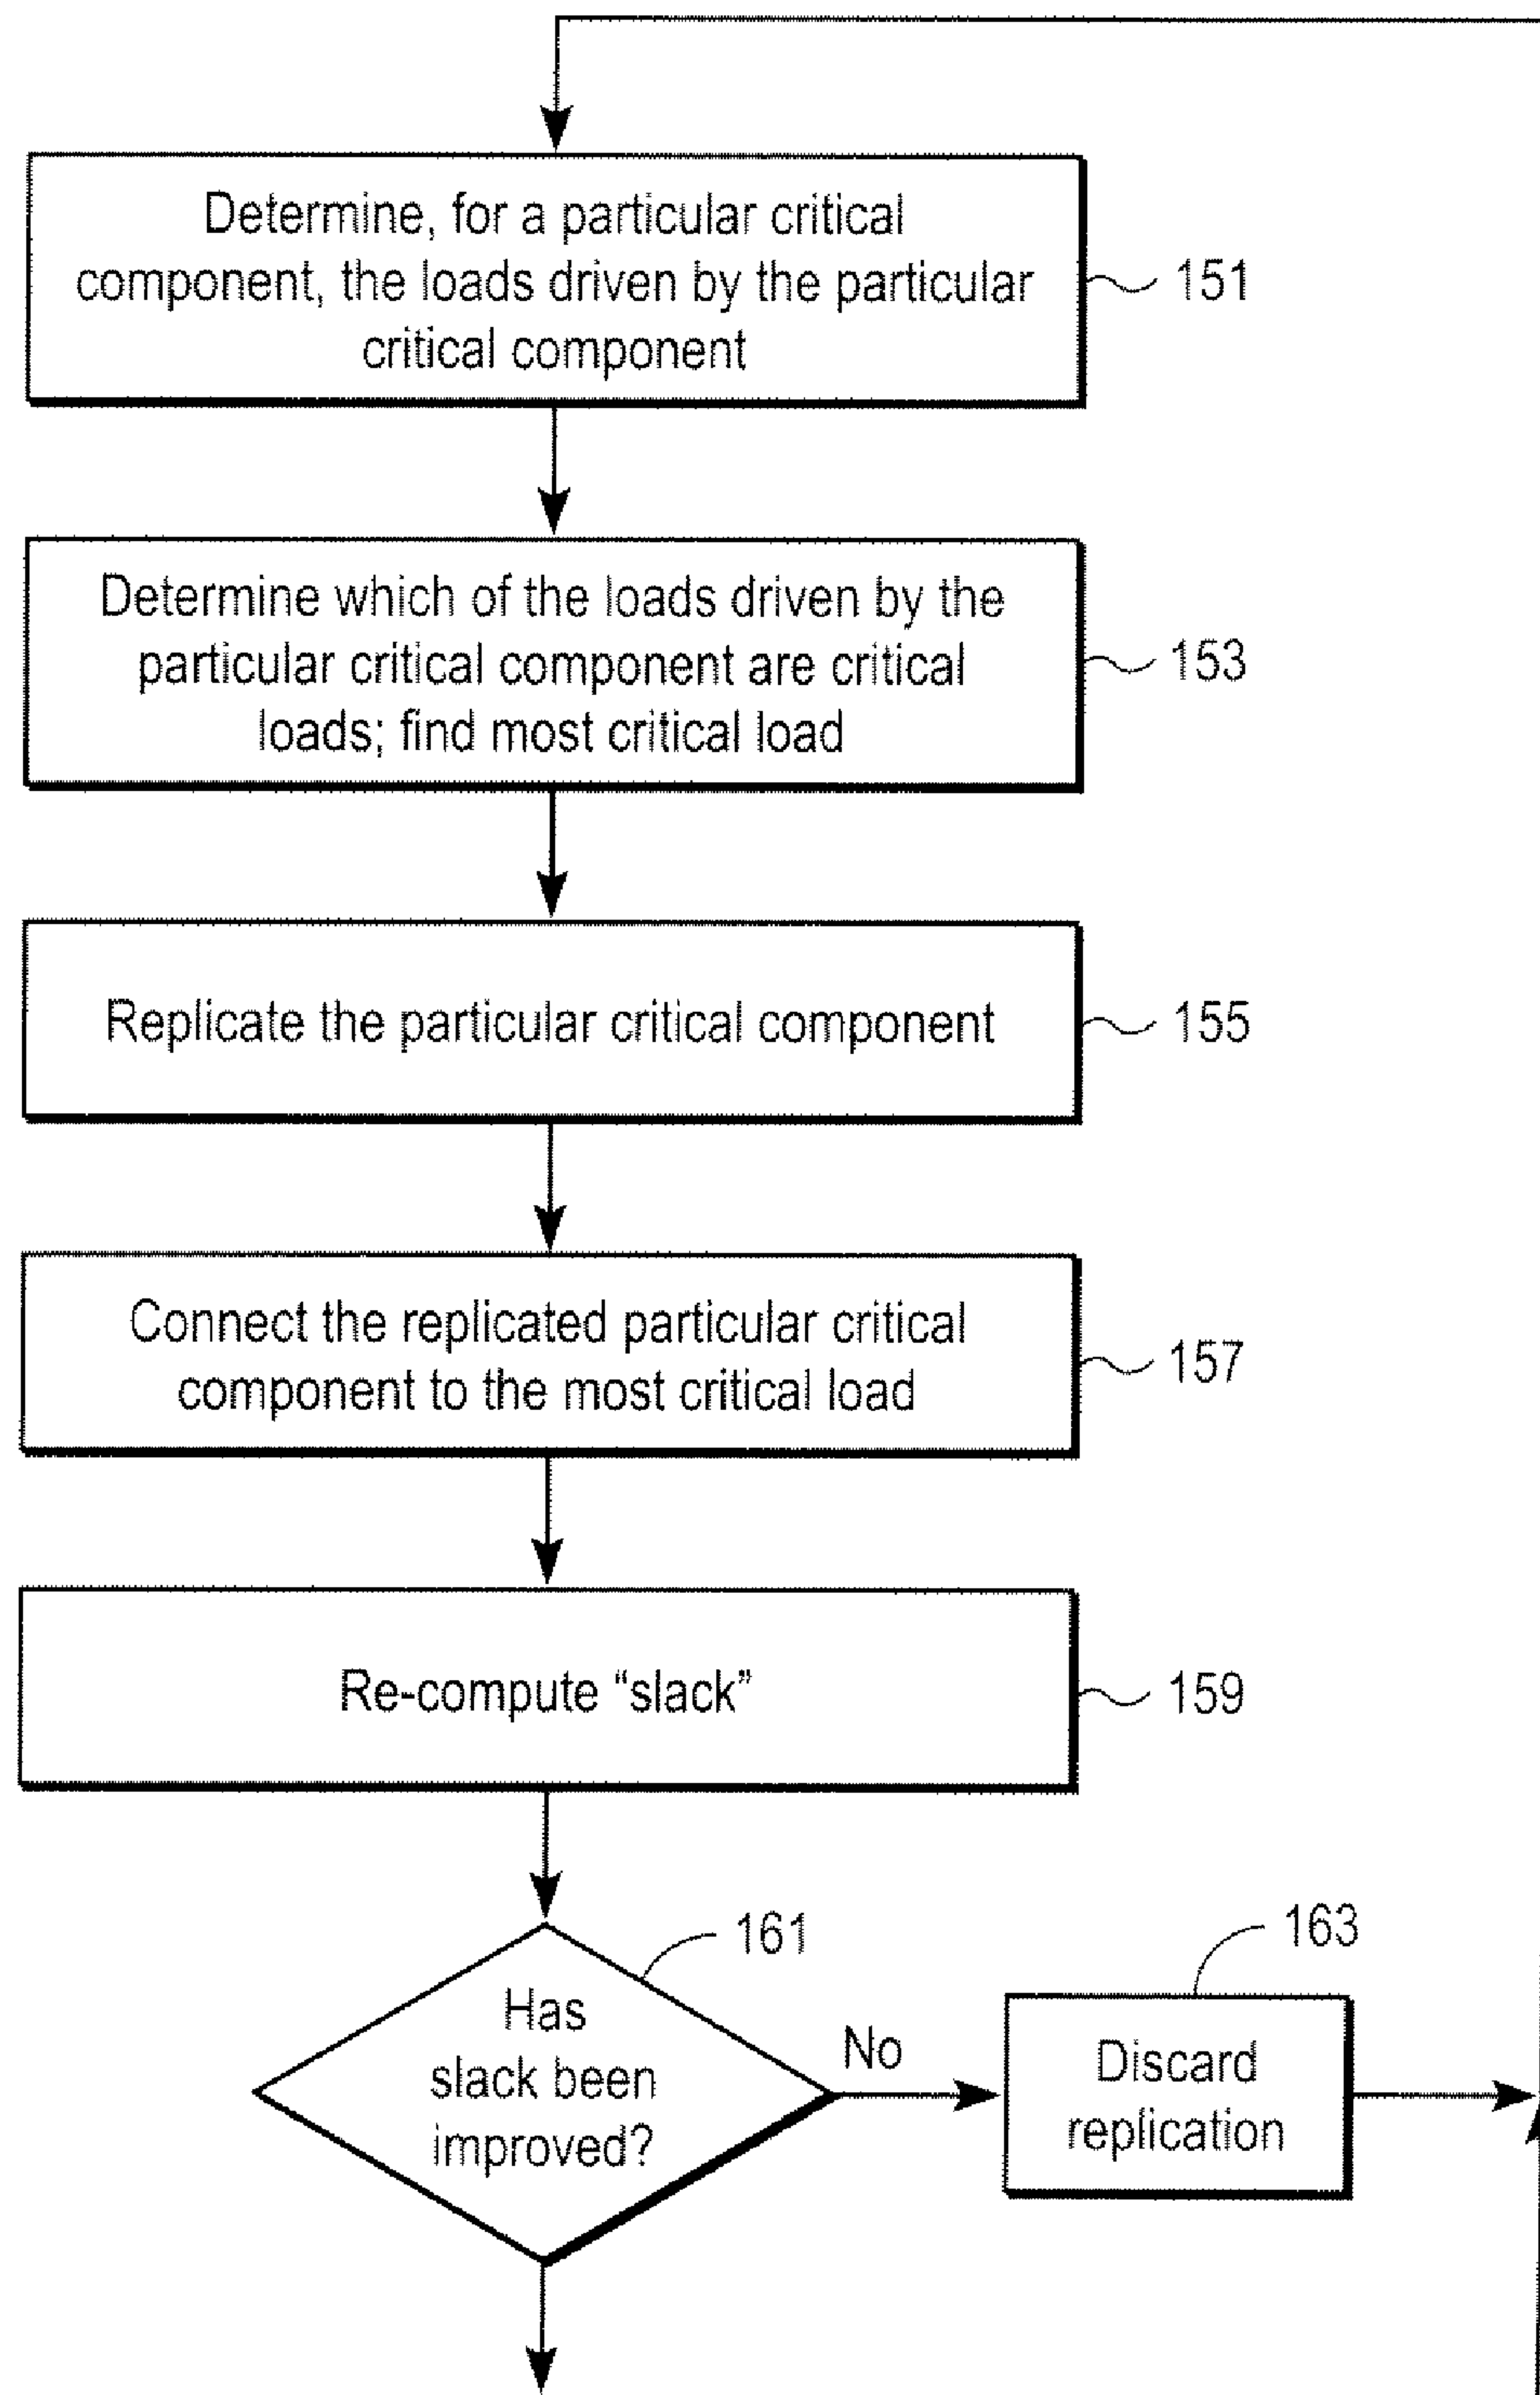 Determine, for a particular critical
component, the loads driven by the particular
critical component
151
Determine which of the loads driven by the
particular critical component are critical
loads; find most critical load
153
Replicate the particular critical component
155
Connect the replicated particular critical
component to the most critical load
157
Re-compute “slack”
159
161
Has
slack been
improved?
No
163
Discard
replication